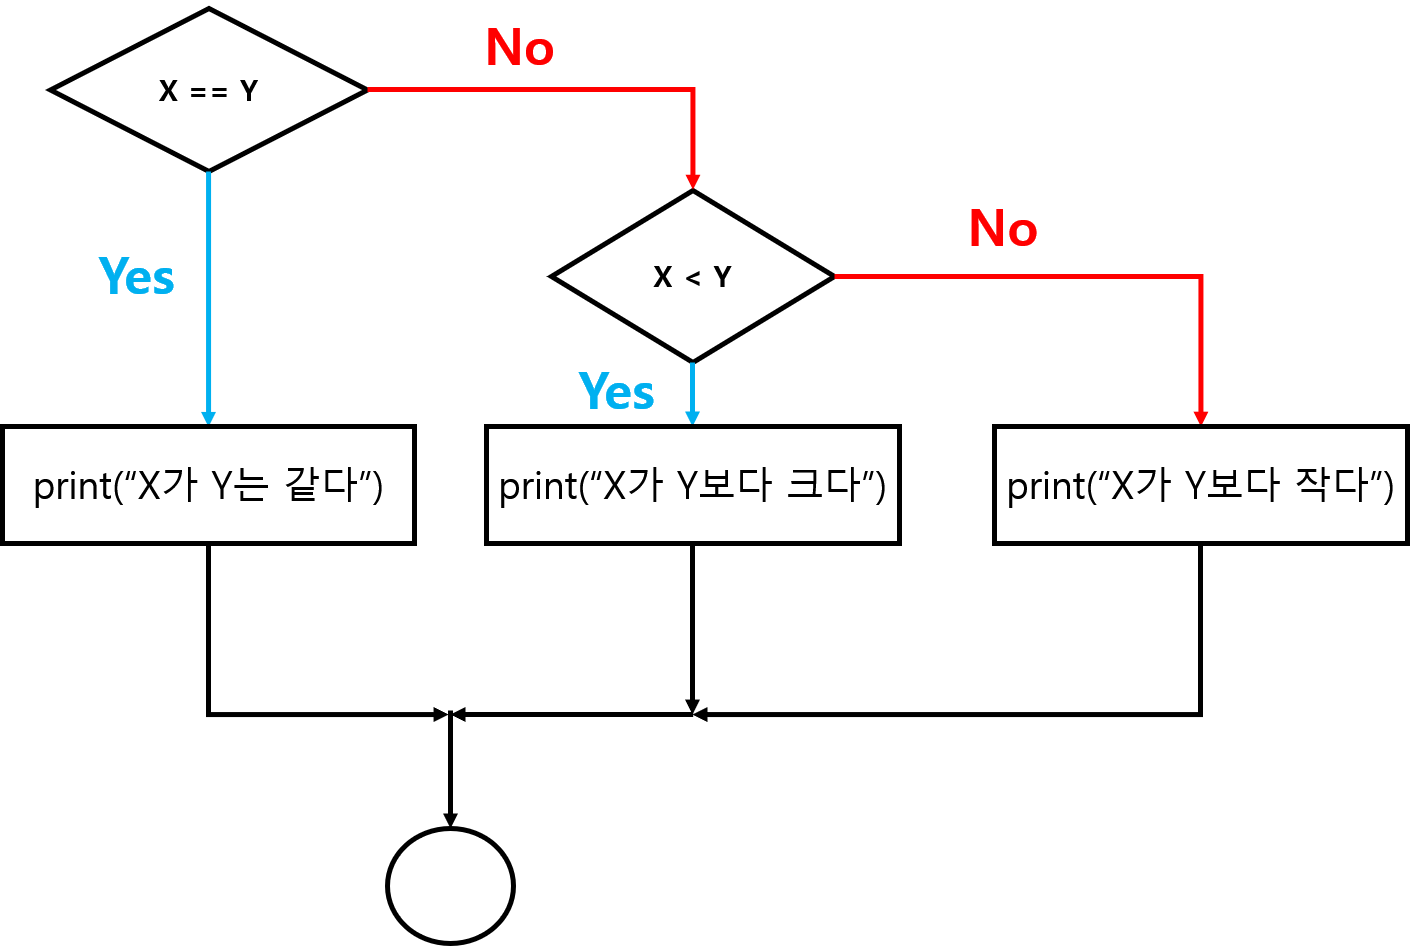 X == Y
No
Yes
X < Y
No
Yes
print(“X가 Y는 같다”)
print(“X가 Y보다 크다”)
print(“X가 Y보다 작다”)